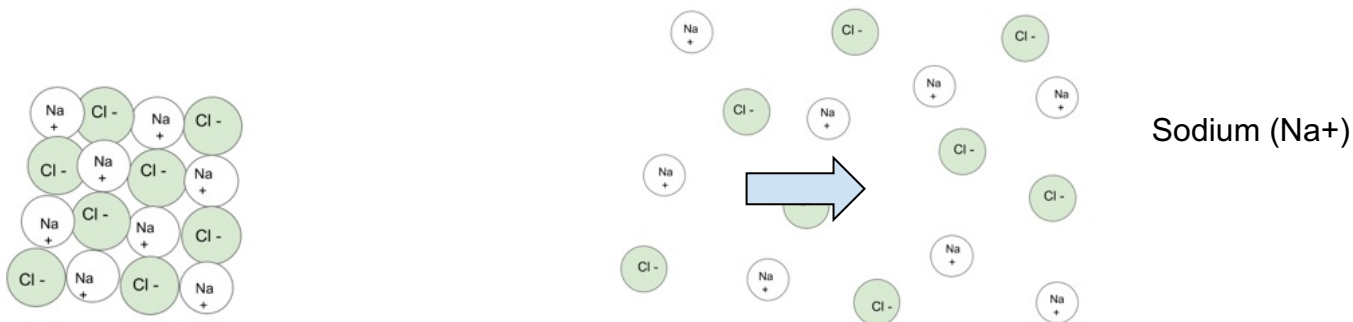 Na
+
Cl -
Na
+
Cl -
Cl -
Na
+
Cl -
Na
+
Na
+
Cl -
Na
+
Cl -
Cl -
Na
+
Cl -
Na
+
Na
+
Cl -
Cl -
Na
+
Na
+
Cl -
Na
+
Cl -
Na
+
Cl -
Cl -
Na
+
Cl -
Na
+
Cl -
Na
+
Sodium (Na+)